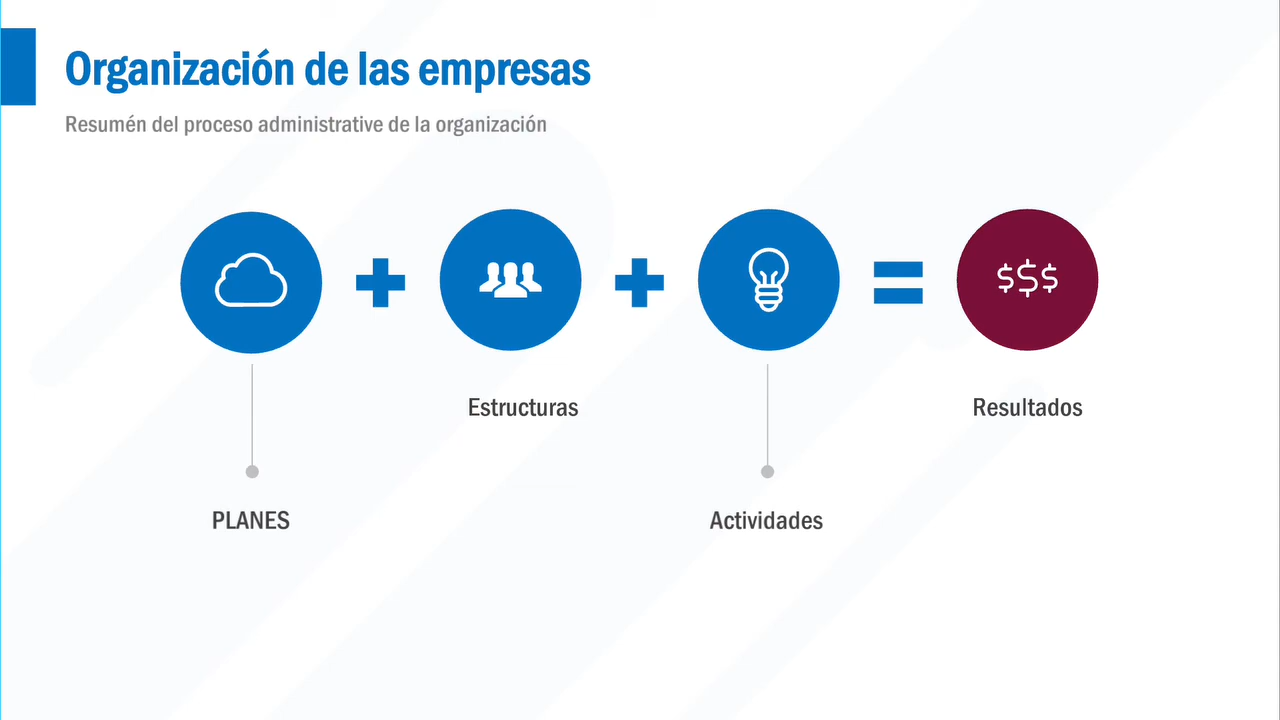 Organización de las empresas
Resumén del proceso administrative de la organización
$$$
Estructuras
Resultados
PLANES
Actividades